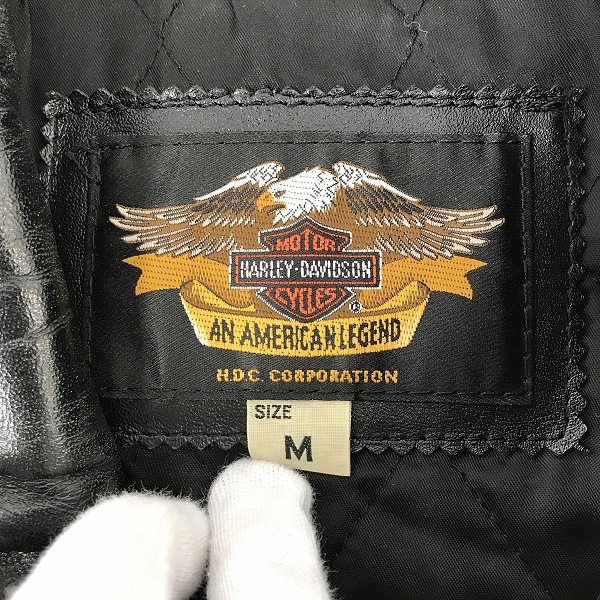 MOTOR
HARLEY-DAVIDSON
CYCLES
®
AN AMERICAN LEGEND
H.D.C. CORPORATION
SIZE
M